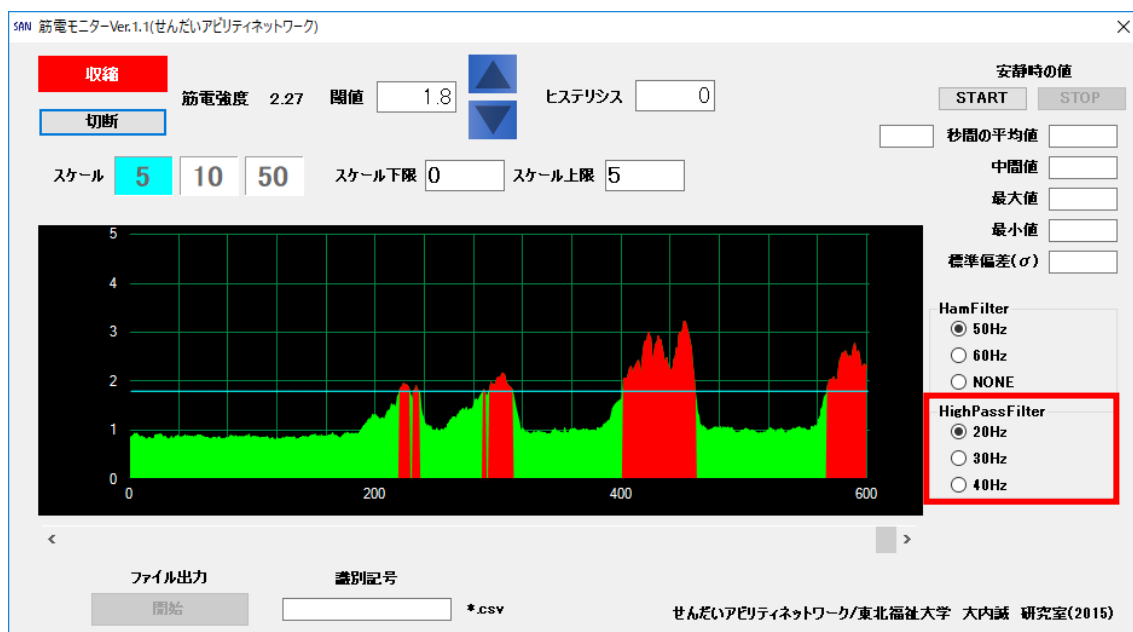 SAN 筋電モニターVer.1.1(せんだいアビリティネットワーク)
収縮
切断
筋電強度 2.27 閾値 1.8
ヒステリシス 0
安静時の値
START STOP
秒間の平均値
中間値
最大値
最小値
標準偏差(σ)
スケール 5 10 50 スケール下限 0 スケール上限 5
5
4
3
2
1
0
0 200 400 600
HamFilter
50Hz
60Hz
NONE
HighPassFilter
20Hz
30Hz
40Hz
ファイル出力
開始
識別記号
*.csv
せんだいアビリティネットワーク/東北福祉大学 大内誠 研究室(2015)